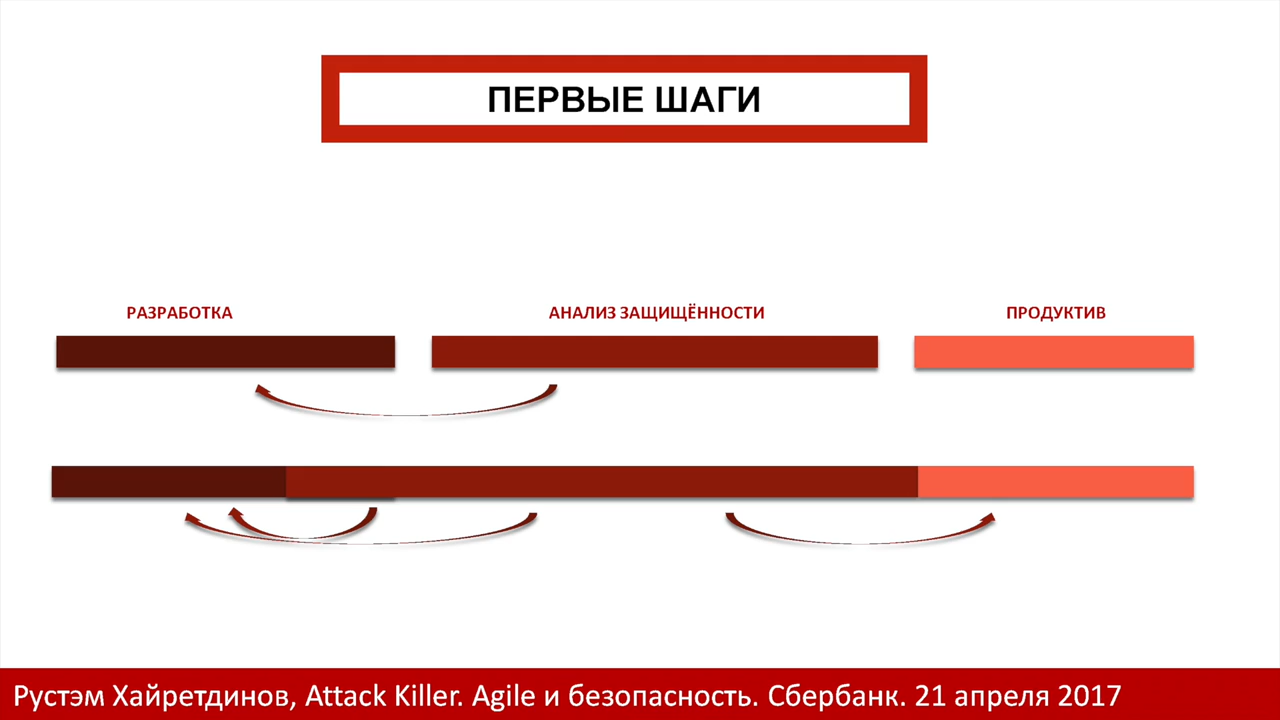 ПЕРВЫЕ ШАГИ
РАЗРАБОТКА
АНАЛИЗ ЗАЩИЩЁННОСТИ
ПРОДУКТИВ
Рустэм Хайретдинов, Attack Killer. Agile и безопасность. Сбербанк. 21 апреля 2017